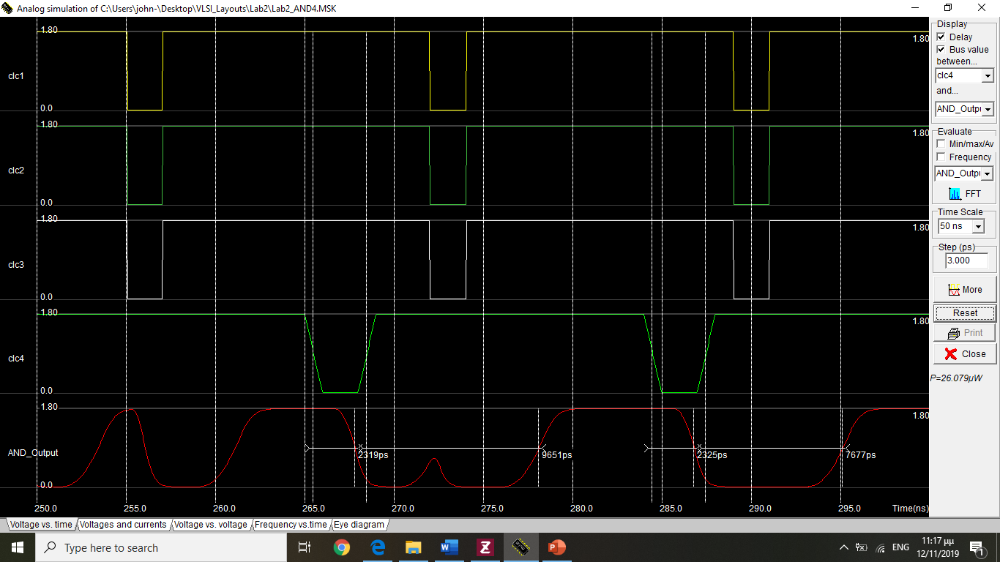 Analog simulation of C:\Users\john-\Desktop\VLSI_Layouts\Lab2\Lab2_AND4.MSK
1.80
1.80
clc1
0.0
1.80
1.80
clc2
0.0
1.80
1.80
clc3
0.0
1.80
1.80
clc4
0.0
1.80
1.80
AND_Output
2319ps
9651ps
2325ps
7677ps
0.0
250.0
255.0
260.0
265.0
270.0
275.0
280.0
285.0
290.0
295.0
Time(ns)
Display
Delay
Bus value
between...
clc4
and...
AND_Outpu
Evaluate
Min/max/Av
Frequency
AND_Outpu
FFT
Time Scale
50 ns
Step (ps)
3.000
More
Reset
Print
Close
P=26.079µW
Voltage vs. time
Voltages and currents
Voltage vs. voltage
Frequency vs.time
Eye diagram
Type here to search
ENG
11:17 μμ
12/11/2019
1